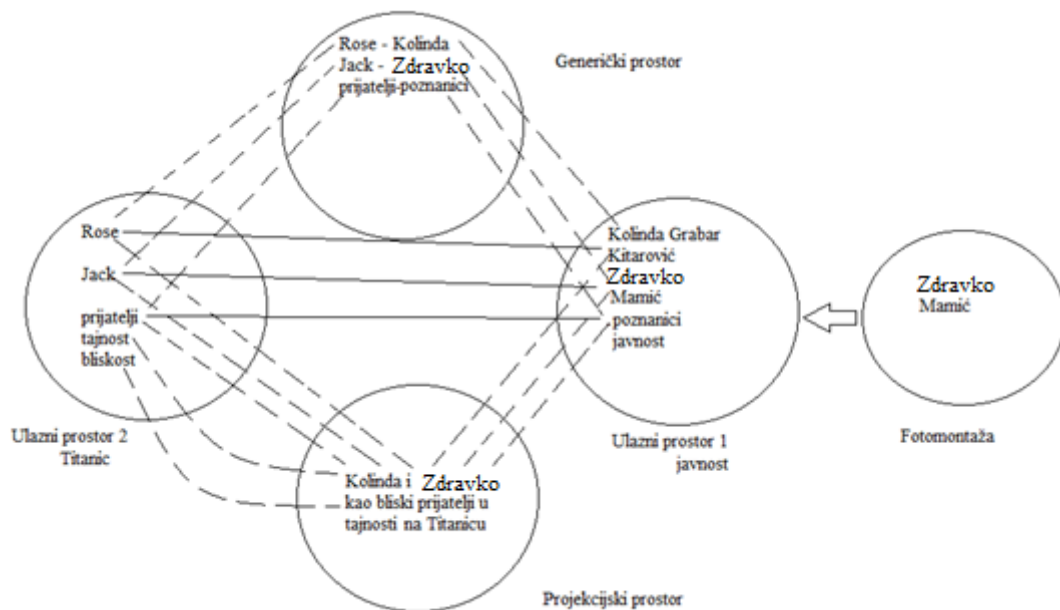 Rose - Kolinda
Jack - Zdravko
prijatelji-poznanici
Generički prostor
Rose
Jack
prijatelji
tajnost
bliskost
Ulazni prostor 2
Titanic
Kolinda Grabar
Kitarović
Zdravko
Mamić
poznanici
javnost
Ulazni prostor 1
javnost
Zdravko
Mamić
Fotomontaža
Kolinda i Zdravko
kao bliski prijatelji u
tajnosti na Titanicu
Projekcijski prostor